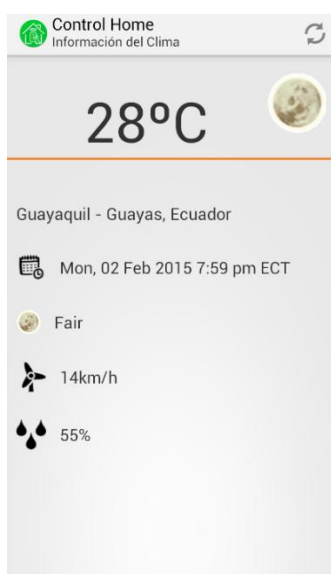 Control Home
Información del Clima
28ºC
Guayaquil - Guayas, Ecuador
Mon, 02 Feb 2015 7:59 pm ECT
Fair
14km/h
55%